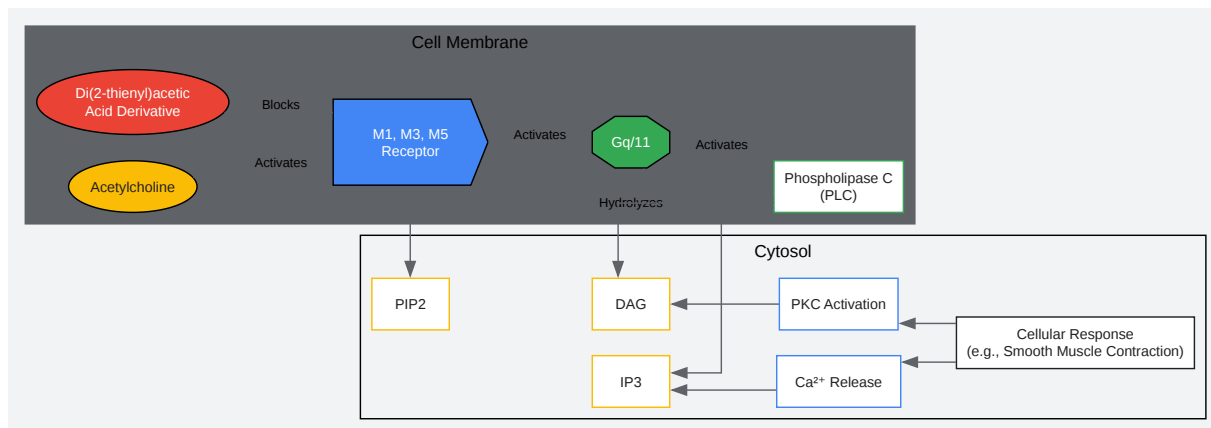 Cell Membrane
Di(2-thienyl)acetic
Acid Derivative
Blocks
M1, M3, M5
Receptor
Activates
Gq/11
Activates
Acetylcholine
Activates
Phospholipase C
(PLC)
Hydrolyzes
Cytosol
PIP2
DAG
PKC Activation
Cellular Response
(e.g., Smooth Muscle Contraction)
IP3
Ca²⁺ Release